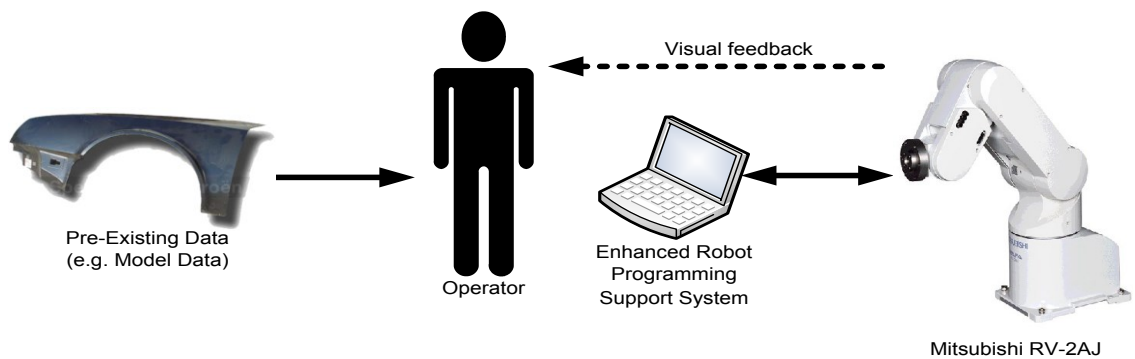 Visual feedback
Pre-Existing Data
(e.g. Model Data)
Operator
Enhanced Robot
Programming
Support System
Mitsubishi RV-2AJ